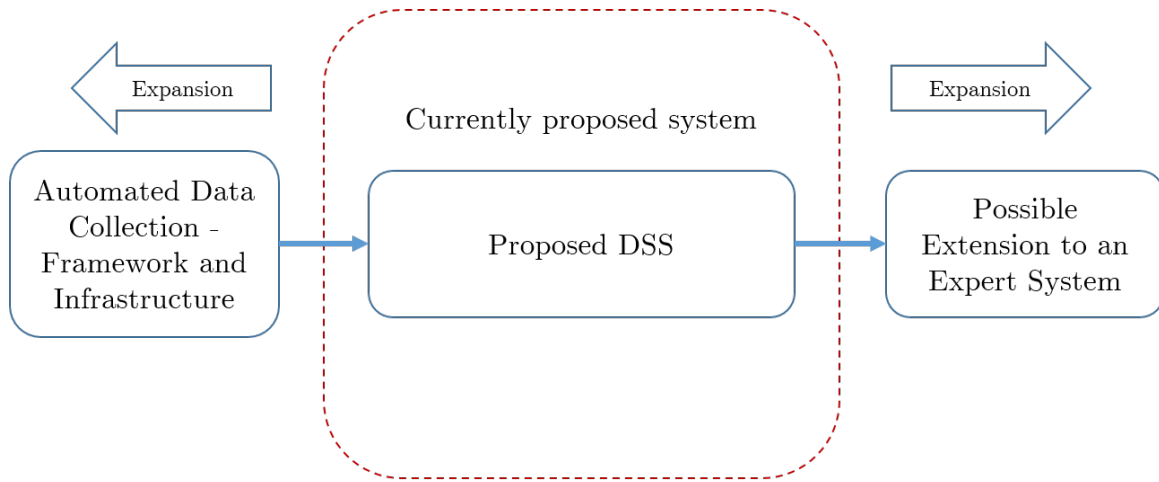 Expansion
Expansion
Currently proposed system
Automated Data
Collection -
Framework and
Infrastructure
Proposed DSS
Possible
Extension to an
Expert System